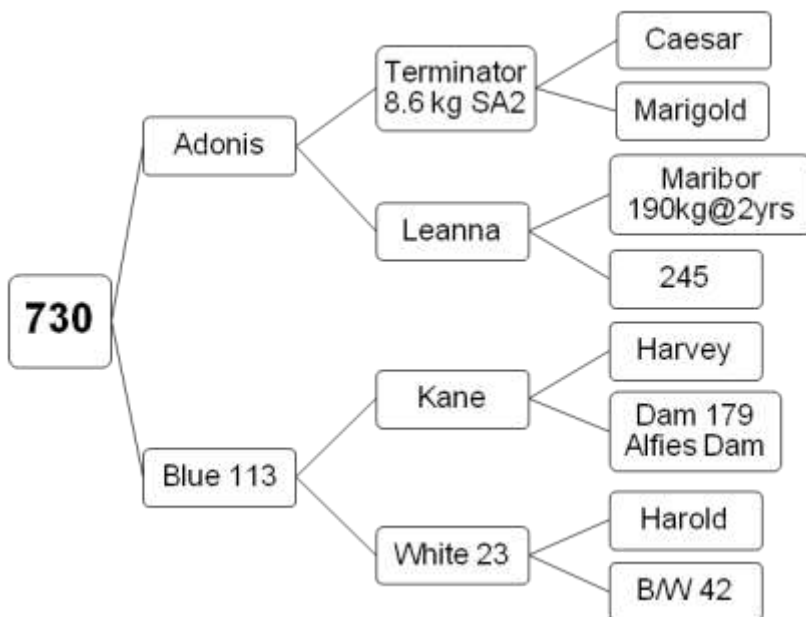 730
Adonis
Blue 113
Terminator
8.6 kg SA2
Leanna
Kane
White 23
Caesar
Marigold
Maribor
190kg@2yrs
245
Harvey
Dam 179
Alfies Dam
Harold
B/W 42